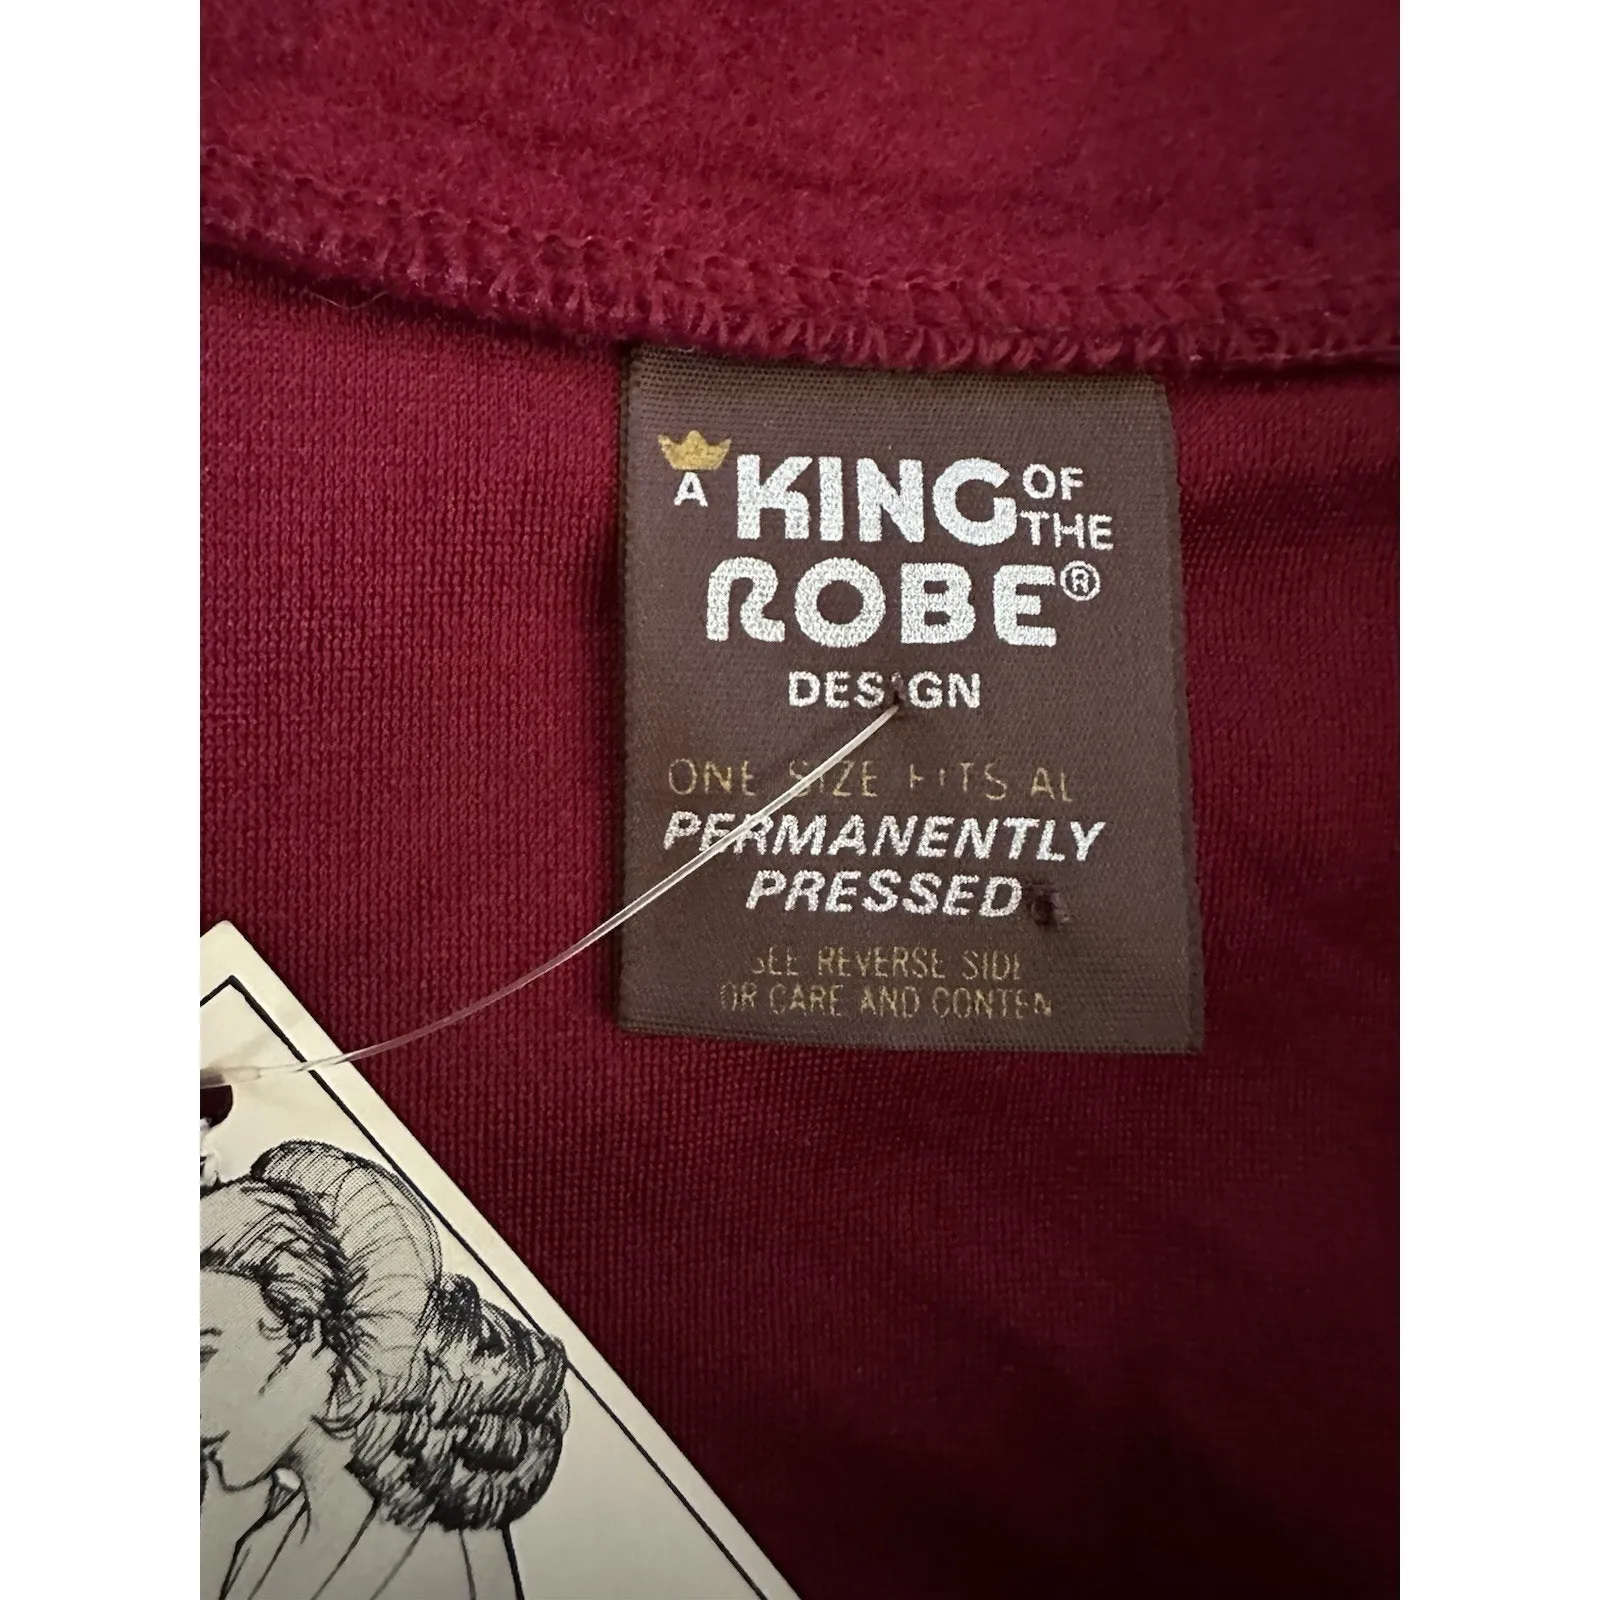 A KING OF THE
ROBE®
DESIGN
ONE SIZE FITS AL
PERMANENTLY
PRESSED
SEE REVERSE SIDE
OR CARE AND CONTEN